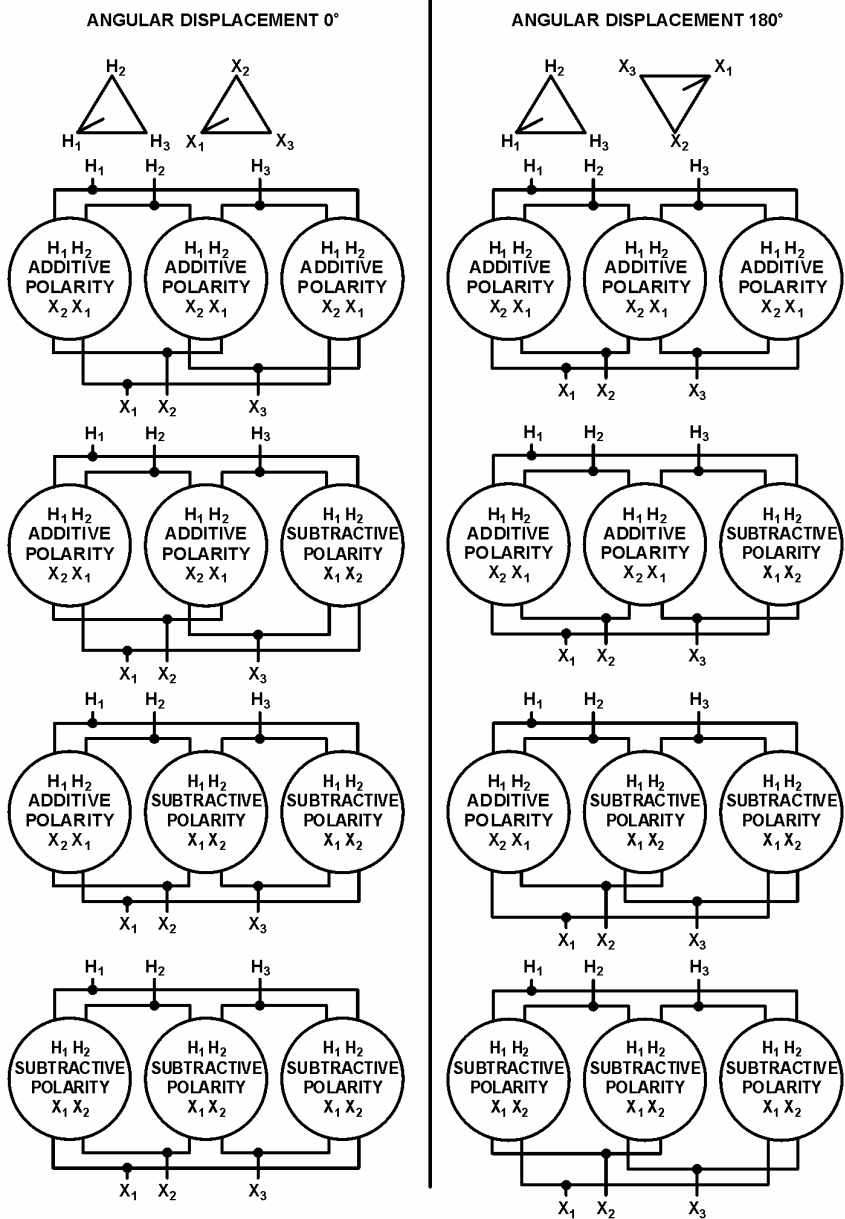 ANGULAR DISPLACEMENT 0°
H₂ X₂
H₁ H₃ X₁ X₃
H₁ H₂ H₃
H₁ H₂ H₁ H₂ H₁ H₂
ADDITIVE ADDITIVE ADDITIVE
POLARITY POLARITY POLARITY
X₂ X₁ X₂ X₁ X₂ X₁
X₁ X₂ X₃
H₁ H₂ H₃
H₁ H₂ H₁ H₂ H₁ H₂
ADDITIVE ADDITIVE SUBTRACTIVE
POLARITY POLARITY POLARITY
X₂ X₁ X₂ X₁ X₁ X₂
X₁ X₂ X₃
H₁ H₂ H₃
H₁ H₂ H₁ H₂ H₁ H₂
ADDITIVE SUBTRACTIVE SUBTRACTIVE
POLARITY POLARITY POLARITY
X₂ X₁ X₁ X₂ X₁ X₂
X₁ X₂ X₃
H₁ H₂ H₃
H₁ H₂ H₁ H₂ H₁ H₂
SUBTRACTIVE SUBTRACTIVE SUBTRACTIVE
POLARITY POLARITY POLARITY
X₁ X₂ X₁ X₂ X₁ X₂
X₁ X₂ X₃
ANGULAR DISPLACEMENT 180°
H₂ X₃ X₁
H₁ H₃ X₂
H₁ H₂ H₃
H₁ H₂ H₁ H₂ H₁ H₂
ADDITIVE ADDITIVE ADDITIVE
POLARITY POLARITY POLARITY
X₂ X₁ X₂ X₁ X₂ X₁
X₁ X₂ X₃
H₁ H₂ H₃
H₁ H₂ H₁ H₂ H₁ H₂
ADDITIVE ADDITIVE SUBTRACTIVE
POLARITY POLARITY POLARITY
X₂ X₁ X₂ X₁ X₁ X₂
X₁ X₂ X₃
H₁ H₂ H₃
H₁ H₂ H₁ H₂ H₁ H₂
ADDITIVE SUBTRACTIVE SUBTRACTIVE
POLARITY POLARITY POLARITY
X₂ X₁ X₁ X₂ X₁ X₂
X₁ X₂ X₃
H₁ H₂ H₃
H₁ H₂ H₁ H₂ H₁ H₂
SUBTRACTIVE SUBTRACTIVE SUBTRACTIVE
POLARITY POLARITY POLARITY
X₁ X₂ X₁ X₂ X₁ X₂
X₁ X₂ X₃